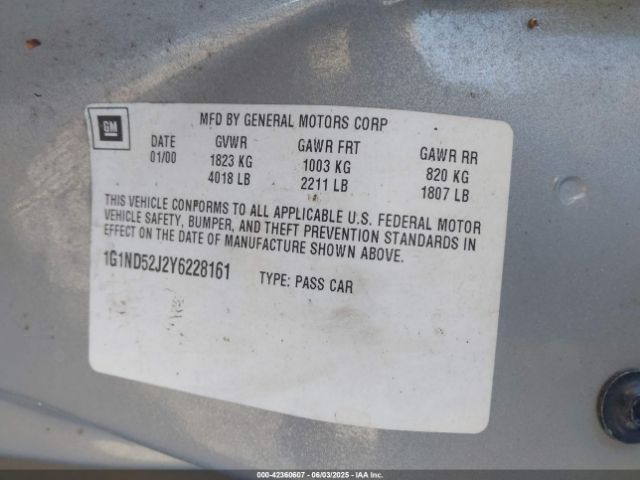 GM
MFD BY GENERAL MOTORS CORP
DATE GVWR GAWR FRT GAWR RR
01/00 1823 KG 1003 KG 820 KG
4018 LB 2211 LB 1807 LB
THIS VEHICLE CONFORMS TO ALL APPLICABLE U.S. FEDERAL MOTOR
VEHICLE SAFETY, BUMPER, AND THEFT PREVENTION STANDARDS IN
EFFECT ON THE DATE OF MANUFACTURE SHOWN ABOVE.
1G1ND52J2Y6228161 TYPE: PASS CAR
000-42360607 - 06/03/2025 - IAA Inc.